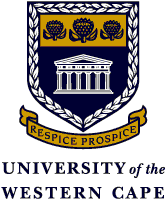 RESPICE PROSPICE
UNIVERSITY of the
WESTERN CAPE